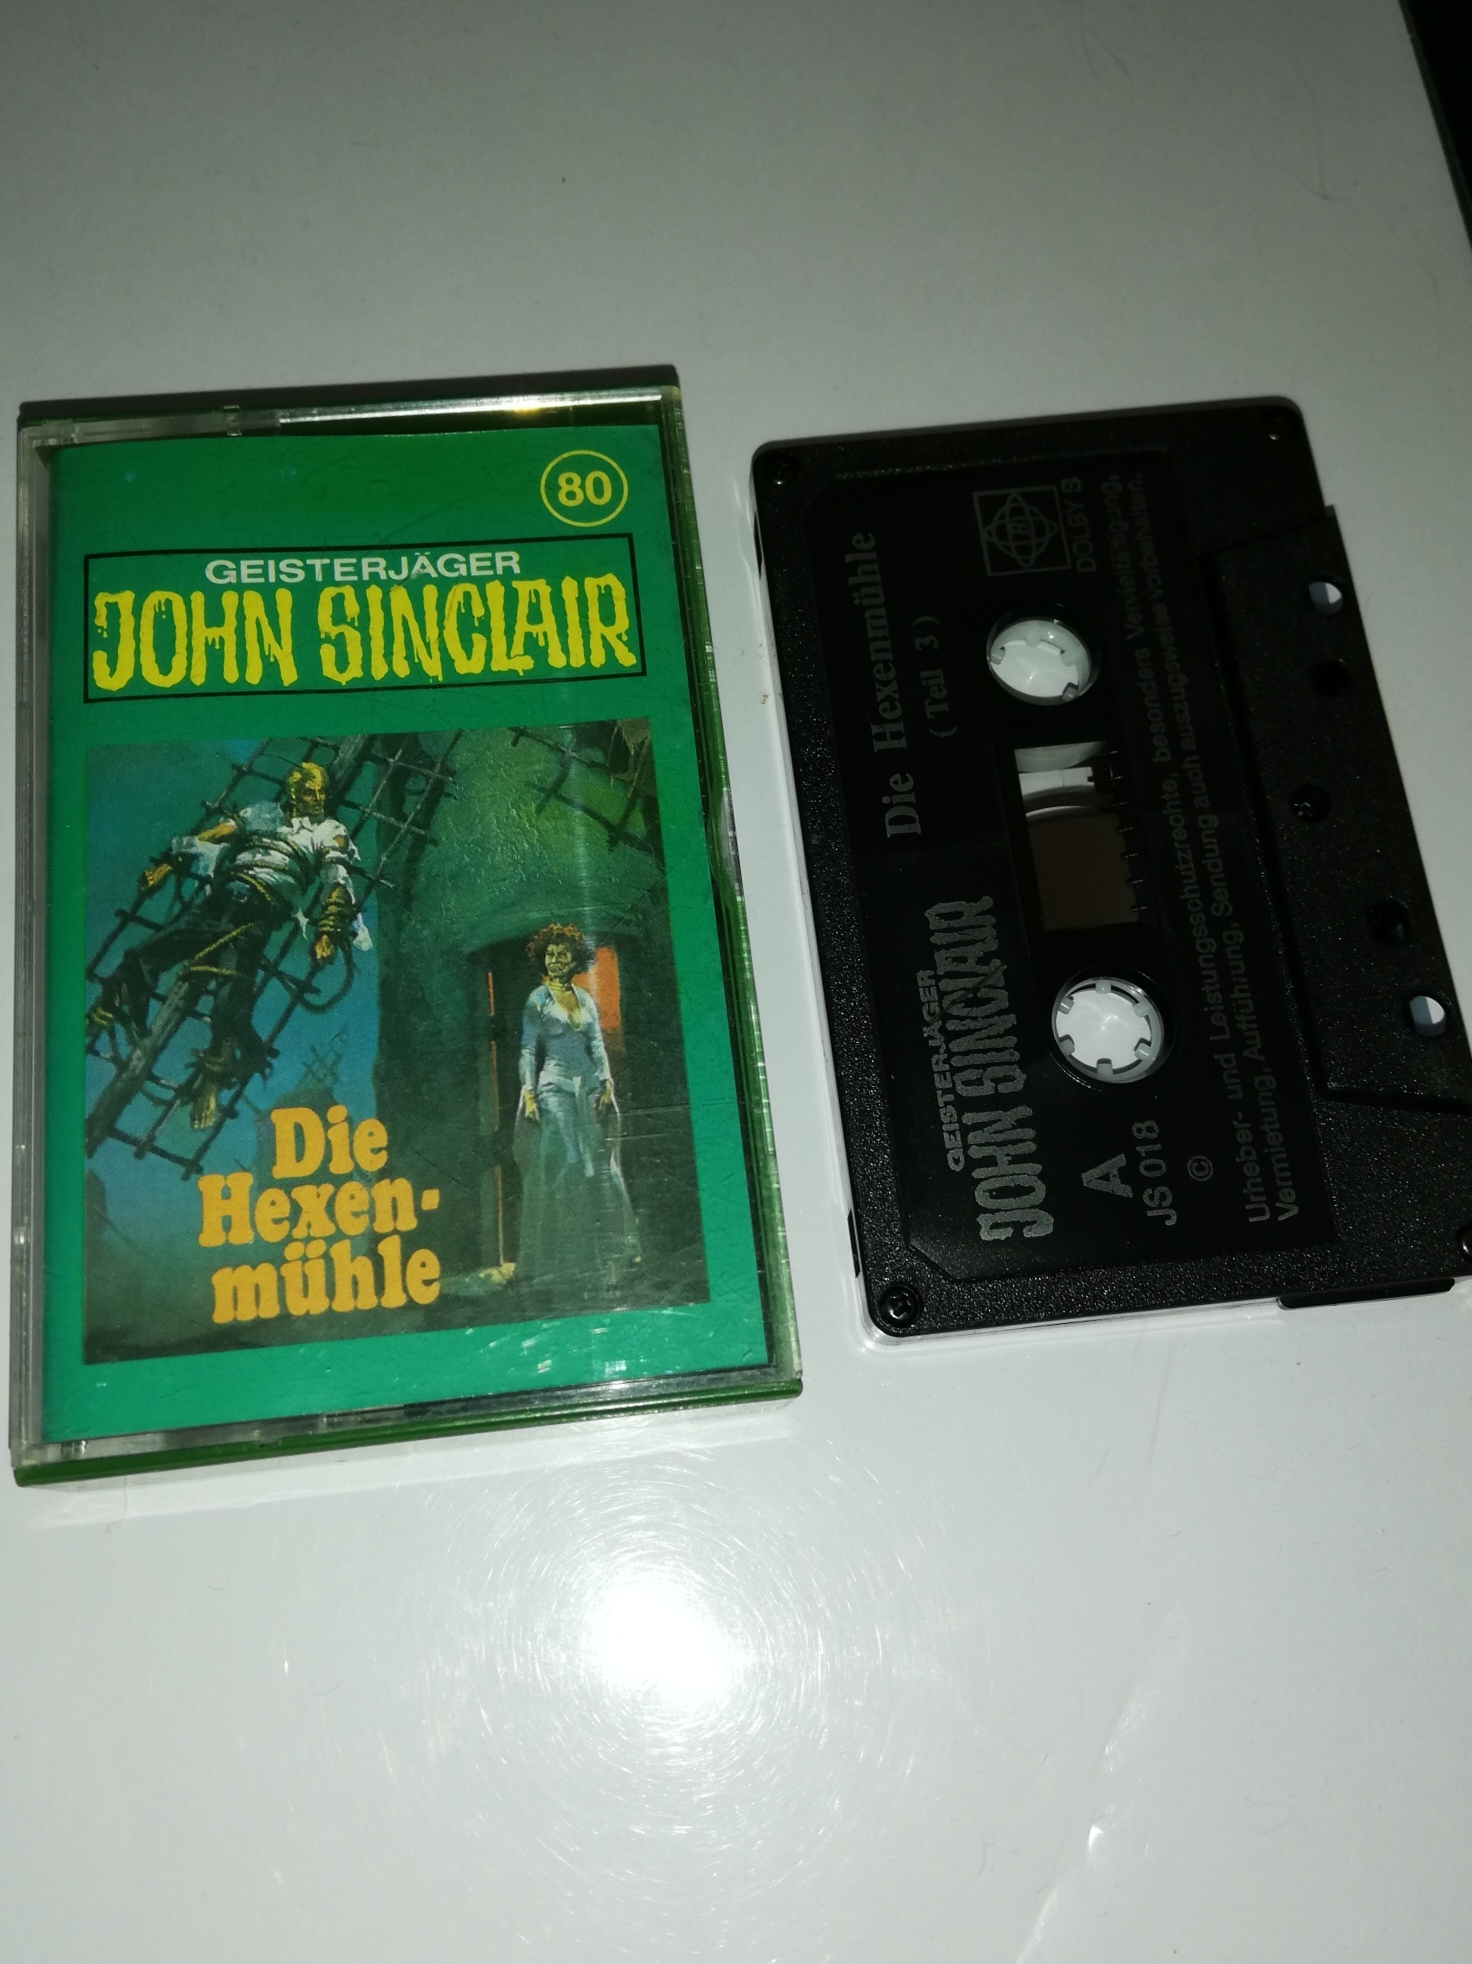 80
GEISTERJÄGER
JOHN SINCLAIR
Die
Hexen-
mühle
Die Hexenmühle
(Teil 3)
DOLBY B
GEISTERJÄGER
JOHN SINCLAIR
A
JS 018
©
Urheber- und Leistungsschutzrechte, besonders Vervielfältigung,
Vermietung, Aufführung, Sendung auch auszugsweise vorbehalten.